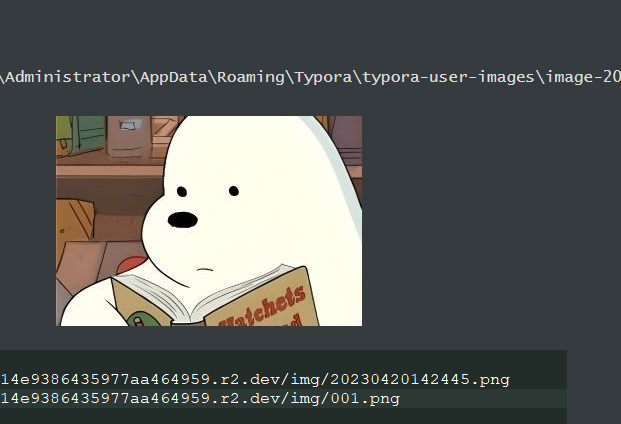 \Administrator\AppData\Roaming\Typora\typora-user-images\image-20
Hatchets
14e9386435977aa464959.r2.dev/img/20230420142445.png
14e9386435977aa464959.r2.dev/img/001.png